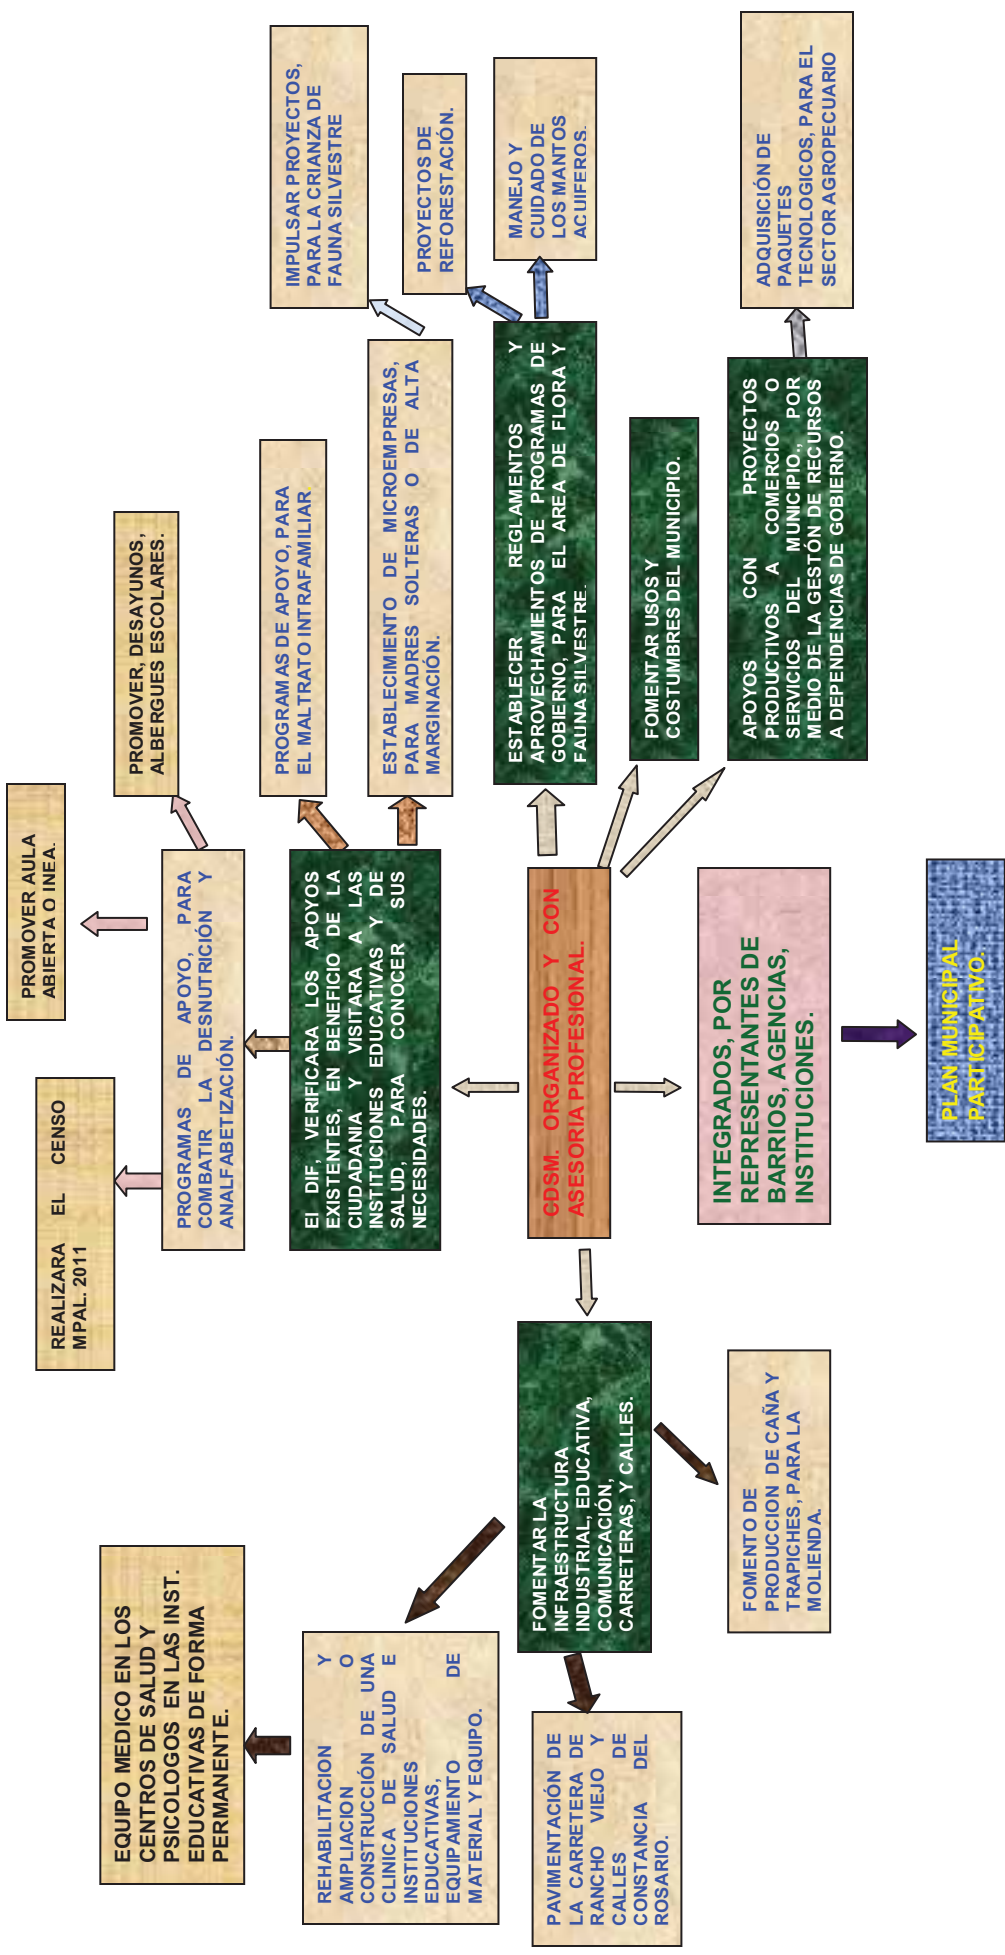 EQUIPO MEDICO EN LOS
CENTROS DE SALUD Y
PSICOLOGOS EN LAS INST.
EDUCATIVAS DE FORMA
PERMANENTE.
REALIZARA EL CENSO
MPAL. 2011
PROMOVER AULA
ABIERTA O INEA.
PROMOVER, DESAYUNOS,
ALBERGUES ESCOLARES.
PROGRAMAS DE APOYO, PARA
COMBATIR LA DESNUTRICIÓN Y
ANALFABETIZACIÓN.
PROGRAMAS DE APOYO, PARA
EL MALTRATO INTRAFAMILIAR
IMPULSAR PROYECTOS,
PARA LA CRIANZA DE
FAUNA SILVESTRE
REHABILITACION Y
AMPLIACION O
CONSTRUCCIÓN DE UNA
CLINICA DE SALUD E
INSTITUCIONES
EDUCATIVAS,
EQUIPAMIENTO DE
MATERIAL Y EQUIPO.
El DIF, VERIFICARA LOS APOYOS
EXISTENTES, EN BENEFICIO DE LA
CIUDADANIA Y VISITARA A LAS
INSTITUCIONES EDUCATIVAS Y DE
SALUD, PARA CONOCER SUS
NECESIDADES.
ESTABLECIMIENTO DE MICROEMPRESAS,
PARA MADRES SOLTERAS O DE ALTA
MARGINACIÓN.
PROYECTOS DE
REFORESTACIÓN.
FOMENTAR LA
INFRAESTRUCTURA
INDUSTRIAL, EDUCATIVA,
COMUNICACIÓN,
CARRETERAS, Y CALLES.
CDSM. ORGANIZADO Y CON
ASESORIA PROFESIONAL.
ESTABLECER REGLAMENTOS Y
APROVECHAMIENTOS DE PROGRAMAS DE
GOBIERNO, PARA EL AREA DE FLORA Y
FAUNA SILVESTRE.
MANEJO Y
CUIDADO DE
LOS MANTOS
ACUIFEROS.
PAVIMENTACIÓN DE
LA CARRETERA DE
RANCHO VIEJO Y
CALLES DE
CONSTANCIA DEL
ROSARIO.
FOMENTAR USOS Y
COSTUMBRES DEL MUNICIPIO.
FOMENTO DE
PRODUCCION DE CAÑA Y
TRAPICHES, PARA LA
MOLIENDA.
INTEGRADOS, POR
REPRESENTANTES DE
BARRIOS, AGENCIAS,
INSTITUCIONES.
APOYOS CON PROYECTOS
PRODUCTIVOS A COMERCIOS O
SERVICIOS DEL MUNICIPIO., POR
MEDIO DE LA GESTIÓN DE RECURSOS
A DEPENDENCIAS DE GOBIERNO.
ADQUISICIÓN DE
PAQUETES
TECNOLOGICOS, PARA EL
SECTOR AGROPECUARIO
PLAN MUNICIPAL
PARTICIPATIVO.